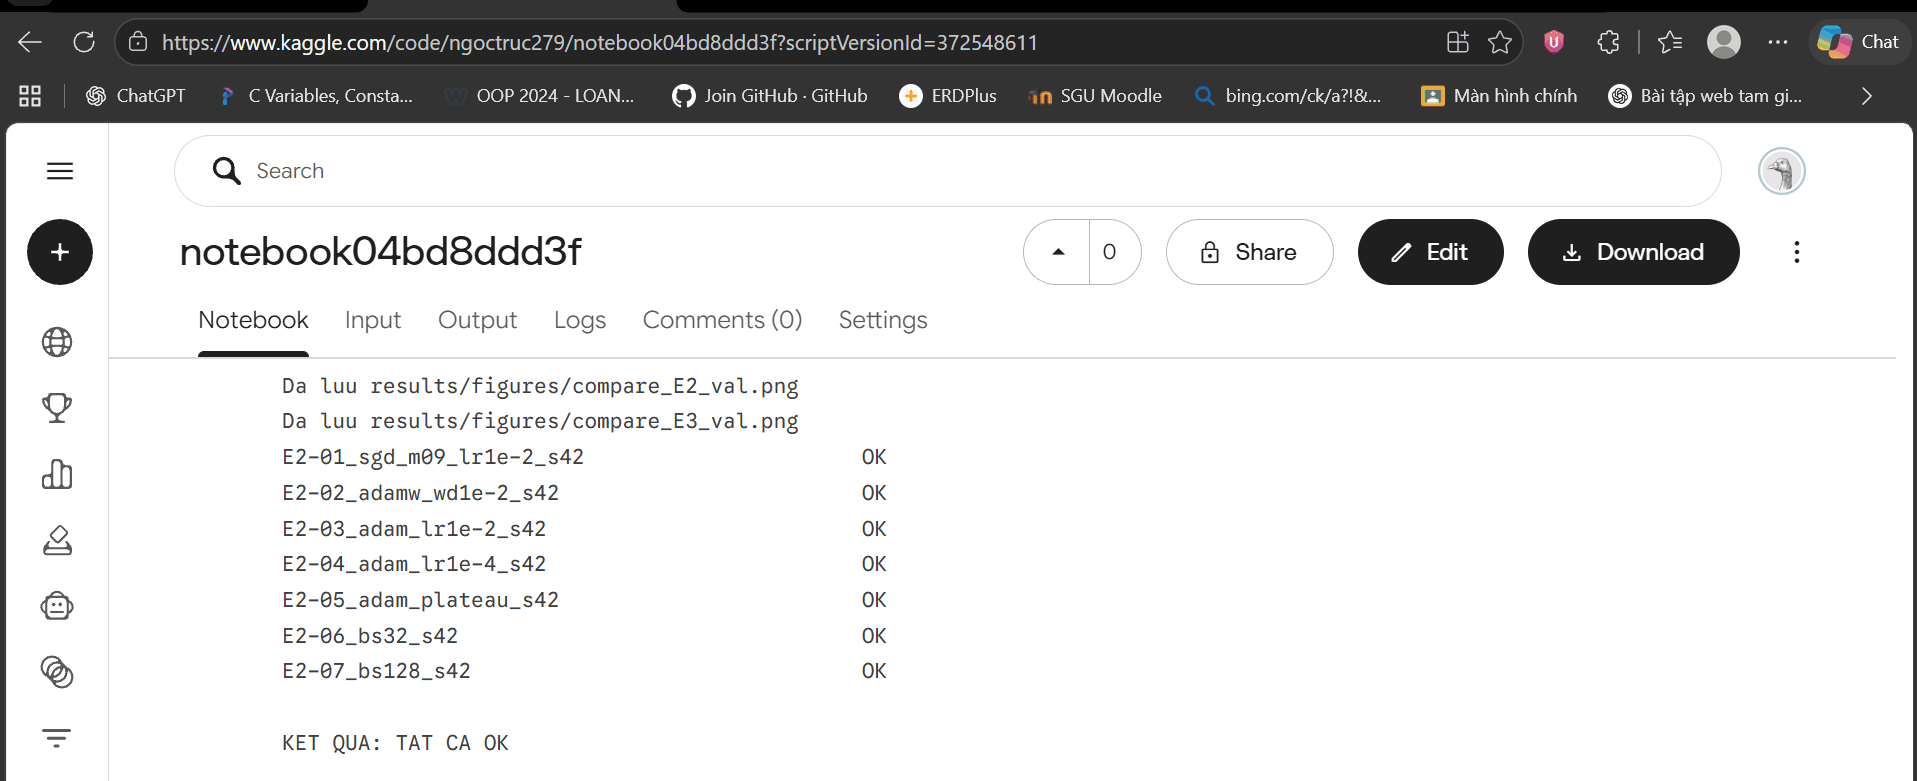 https://www.kaggle.com/code/ngoctruc279/notebook04bd8ddd3f?scriptVersionId=372548611
Chat
ChatGPT
C Variables, Consta...
OOP 2024 - LOAN...
Join GitHub · GitHub
ERDPlus
SGU Moodle
bing.com/ck/a?!&...
Màn hình chính
Bài tập web tam gi...
Search
notebook04bd8ddd3f
0
Share
Edit
Download
Notebook
Input
Output
Logs
Comments (0)
Settings
Da luu results/figures/compare_E2_val.png
Da luu results/figures/compare_E3_val.png
E2-01_sgd_m09_lr1e-2_s42 OK
E2-02_adamw_wd1e-2_s42 OK
E2-03_adam_lr1e-2_s42 OK
E2-04_adam_lr1e-4_s42 OK
E2-05_adam_plateau_s42 OK
E2-06_bs32_s42 OK
E2-07_bs128_s42 OK
KET QUA: TAT CA OK